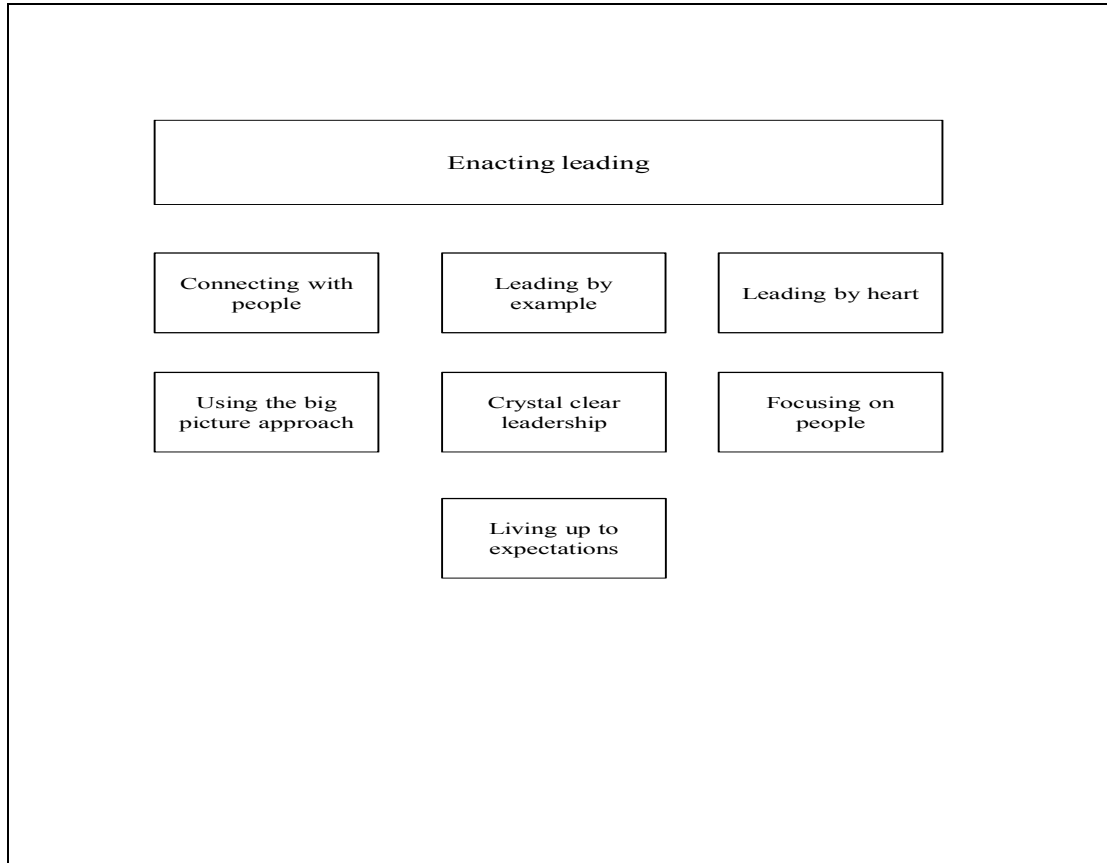 Enacting leading
Connecting with
people
Leading by
example
Leading by heart
Using the big
picture approach
Crystal clear
leadership
Focusing on
people
Living up to
expectations